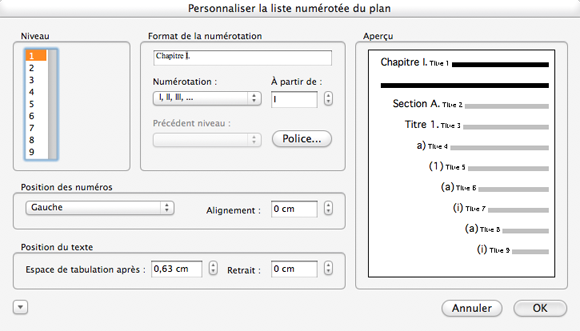 Personnaliser la liste numérotée du plan
Niveau
1
2
3
4
5
6
7
8
9
Format de la numérotation
Chapitre I.
Numérotation :
I, II, III, ...
À partir de :
I
Précédent niveau :
Police...
Position des numéros
Gauche
Alignement :
0 cm
Position du texte
Espace de tabulation après :
0,63 cm
Retrait :
0 cm
Aperçu
Chapitre I. Titre 1
Section A. Titre 2
Titre 1. Titre 3
a) Titre 4
(1) Titre 5
(a) Titre 6
(i) Titre 7
(a) Titre 8
(i) Titre 9
Annuler
OK